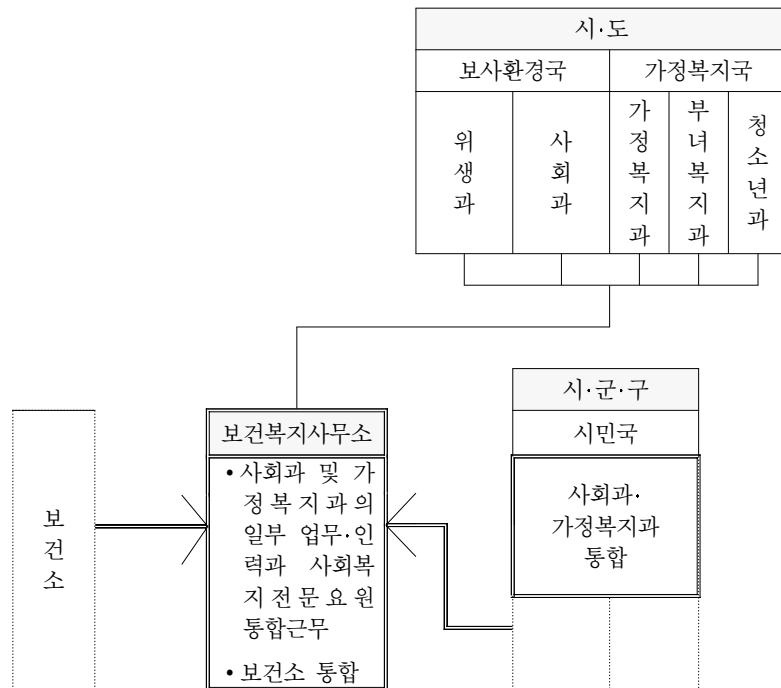 시·도
보사환경국 가정복지국
위생과 사회과 가정복지과 부녀복지과 청소년과
시·군·구
시민국
사회과·
가정복지과
통합
보건소
보건복지사무소
• 사회과 및 가
정복지과의
일부 업무·인
력과 사회복
지전문요원
통합근무
• 보건소 통합